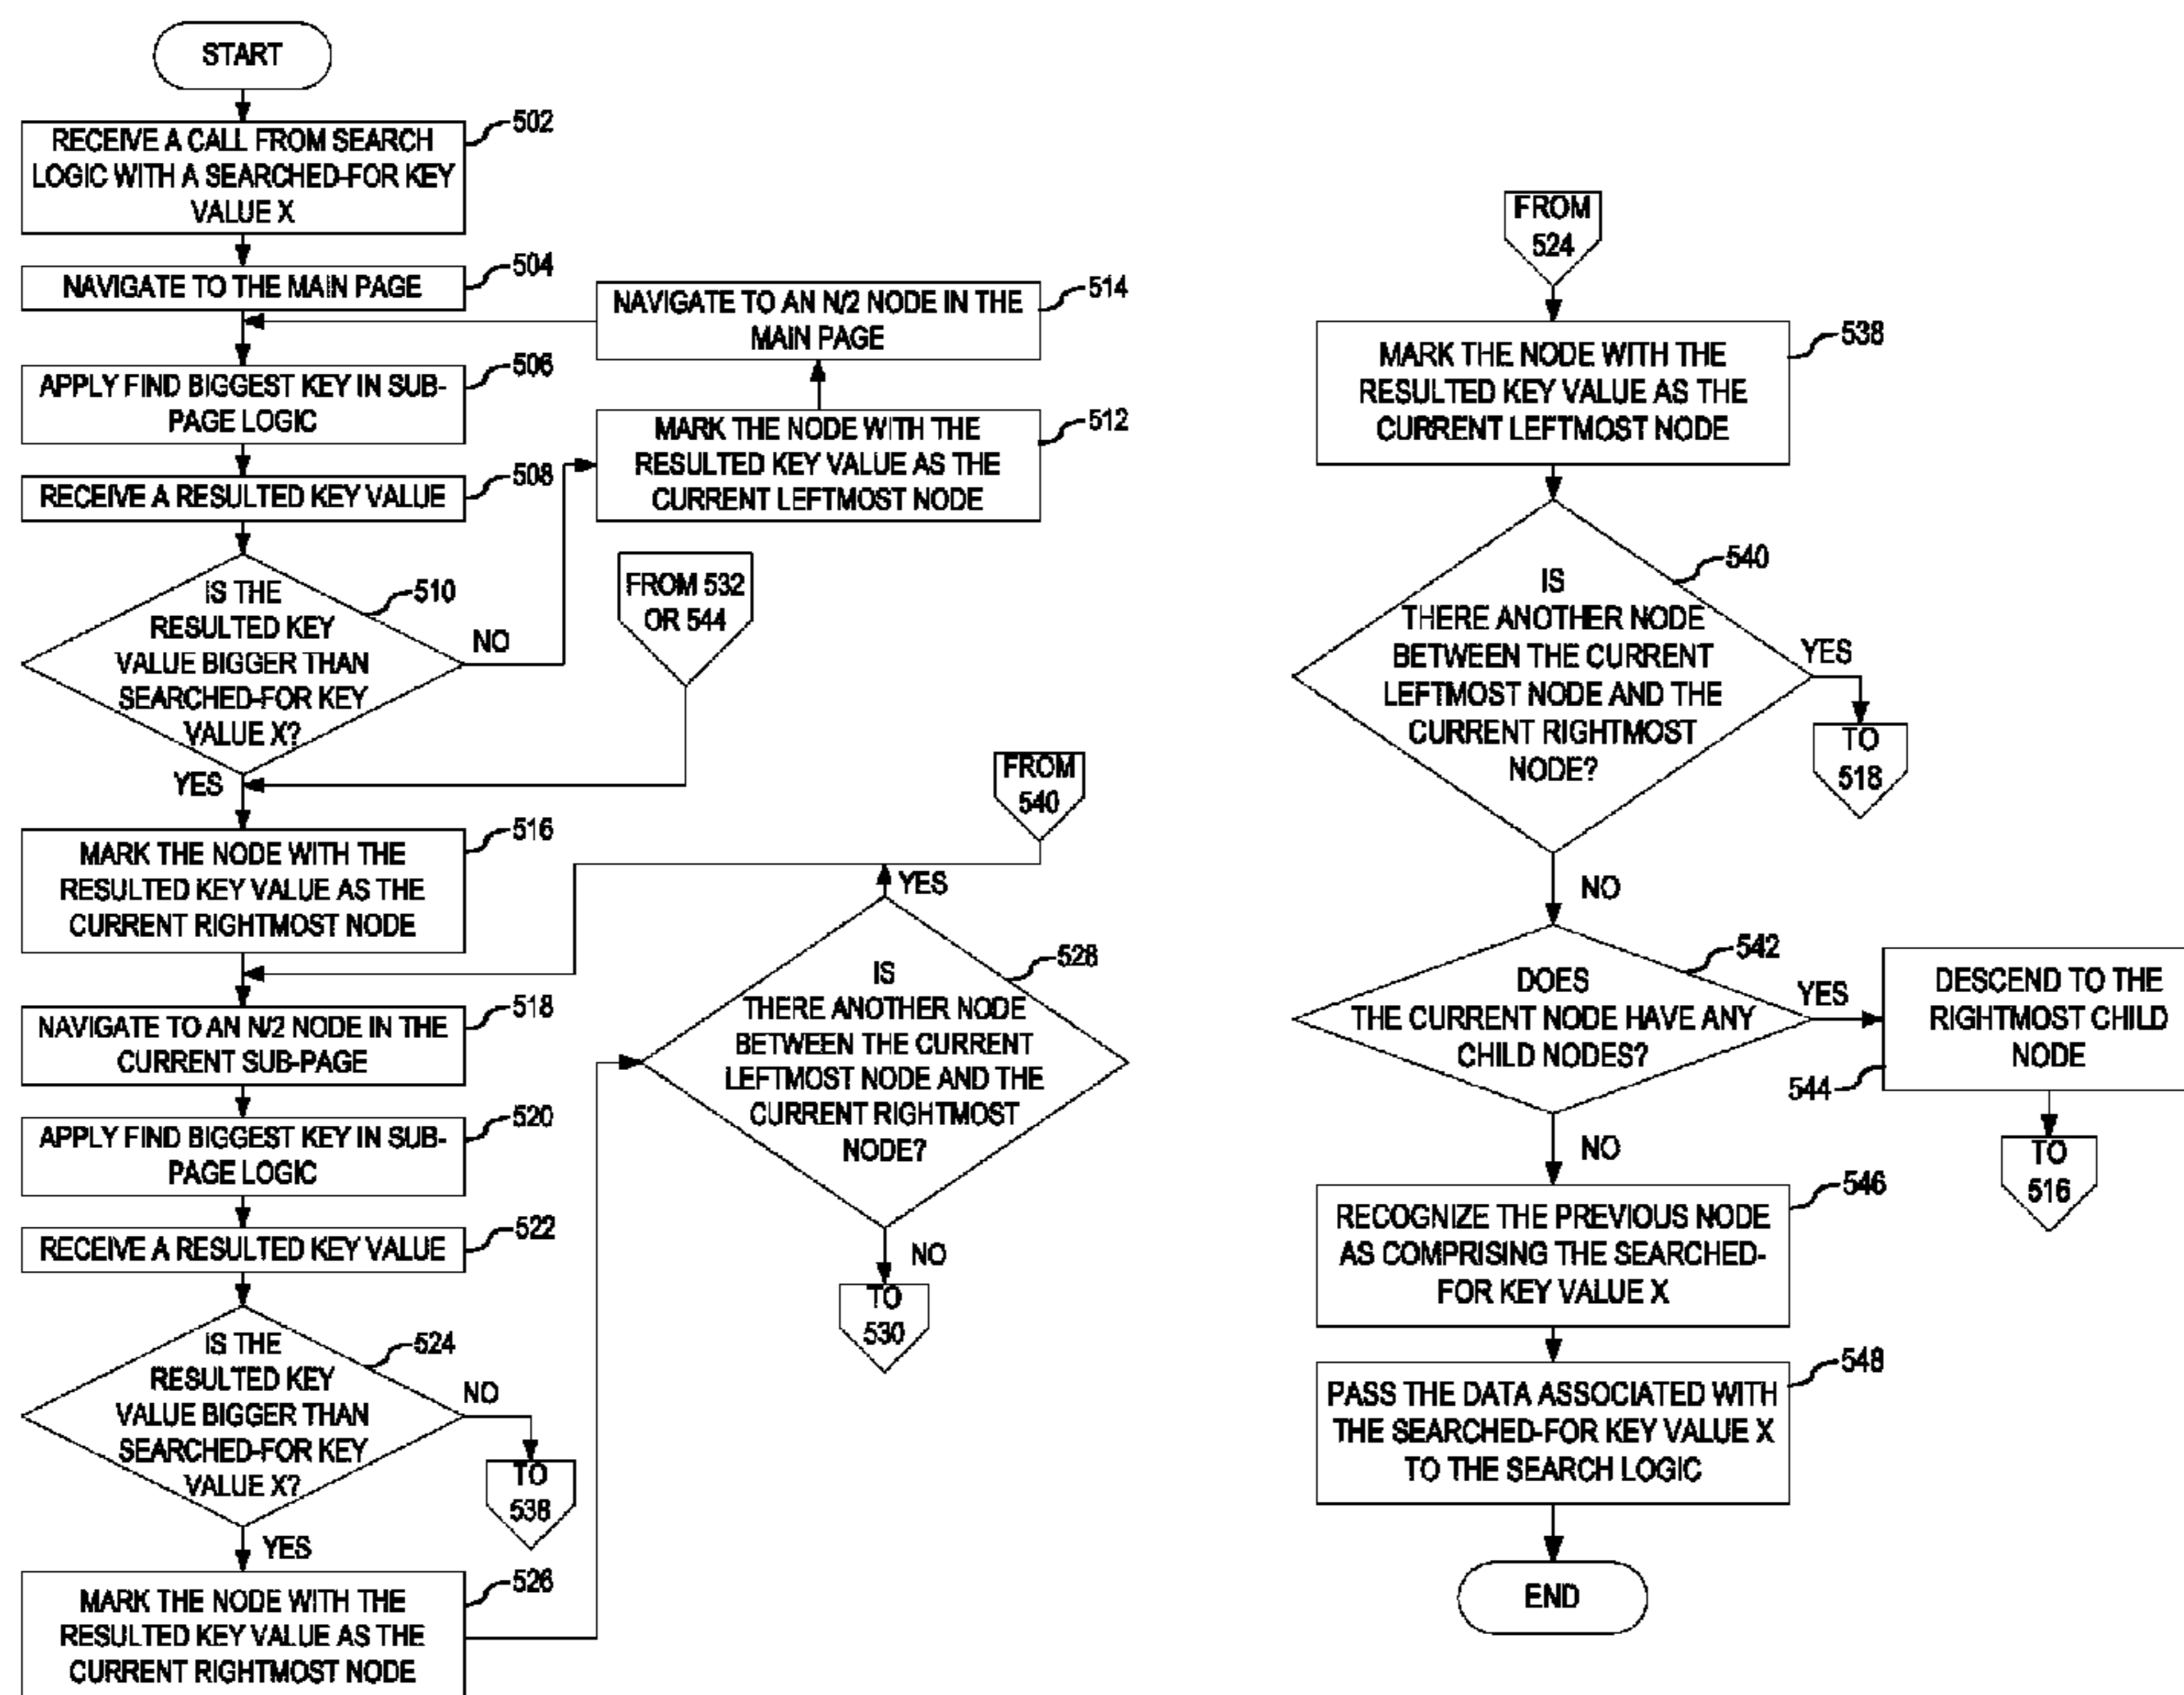 START
502
RECEIVE A CALL FROM SEARCH
LOGIC WITH A SEARCHED-FOR KEY
VALUE X
504
NAVIGATE TO THE MAIN PAGE
514
NAVIGATE TO AN N/2 NODE IN THE
MAIN PAGE
506
APPLY FIND BIGGEST KEY IN SUB-
PAGE LOGIC
512
MARK THE NODE WITH THE
RESULTED KEY VALUE AS THE
CURRENT LEFTMOST NODE
508
RECEIVE A RESULTED KEY VALUE
510
IS THE
RESULTED KEY
VALUE BIGGER THAN
SEARCHED-FOR KEY
VALUE X?
NO
YES
FROM 532
OR 544
FROM
540
516
MARK THE NODE WITH THE
RESULTED KEY VALUE AS THE
CURRENT RIGHTMOST NODE
518
NAVIGATE TO AN N/2 NODE IN THE
CURRENT SUB-PAGE
520
APPLY FIND BIGGEST KEY IN SUB-
PAGE LOGIC
522
RECEIVE A RESULTED KEY VALUE
524
IS THE
RESULTED KEY
VALUE BIGGER THAN
SEARCHED-FOR KEY
VALUE X?
NO
TO
538
YES
526
MARK THE NODE WITH THE
RESULTED KEY VALUE AS THE
CURRENT RIGHTMOST NODE
YES
528
IS
THERE ANOTHER NODE
BETWEEN THE CURRENT
LEFTMOST NODE AND THE
CURRENT RIGHTMOST
NODE?
NO
TO
530
FROM
524
538
MARK THE NODE WITH THE
RESULTED KEY VALUE AS THE
CURRENT LEFTMOST NODE
540
IS
THERE ANOTHER NODE
BETWEEN THE CURRENT
LEFTMOST NODE AND THE
CURRENT RIGHTMOST
NODE?
YES
TO
518
NO
542
DOES
THE CURRENT NODE HAVE ANY
CHILD NODES?
YES
DESCEND TO THE
RIGHTMOST CHILD
NODE
544
TO
516
NO
546
RECOGNIZE THE PREVIOUS NODE
AS COMPRISING THE SEARCHED-
FOR KEY VALUE X
548
PASS THE DATA ASSOCIATED WITH
THE SEARCHED-FOR KEY VALUE X
TO THE SEARCH LOGIC
END